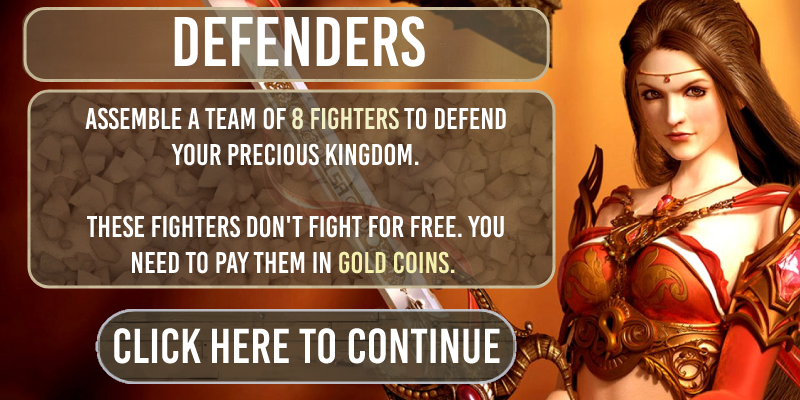 DEFENDERS
ASSEMBLE A TEAM OF 8 FIGHTERS TO DEFEND
YOUR PRECIOUS KINGDOM.
THESE FIGHTERS DON'T FIGHT FOR FREE. YOU
NEED TO PAY THEM IN GOLD COINS.
CLICK HERE TO CONTINUE